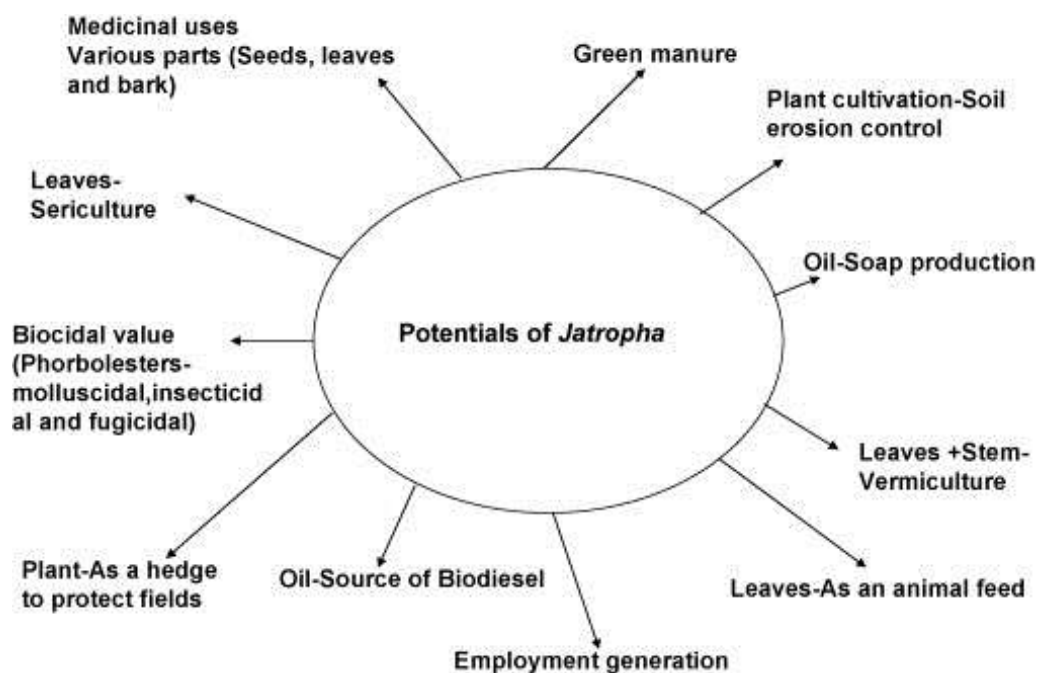 Medicinal uses
Various parts (Seeds, leaves
and bark)
Green manure
Plant cultivation-Soil
erosion control
Leaves-
Sericulture
Oil-Soap production
Potentials of Jatropha
Biocidal value
(Phorbolesters-
molluscidal,insecticid
al and fugicidal)
Leaves +Stem-
Vermiculture
Plant-As a hedge
to protect fields
Oil-Source of Biodiesel
Leaves-As an animal feed
Employment generation